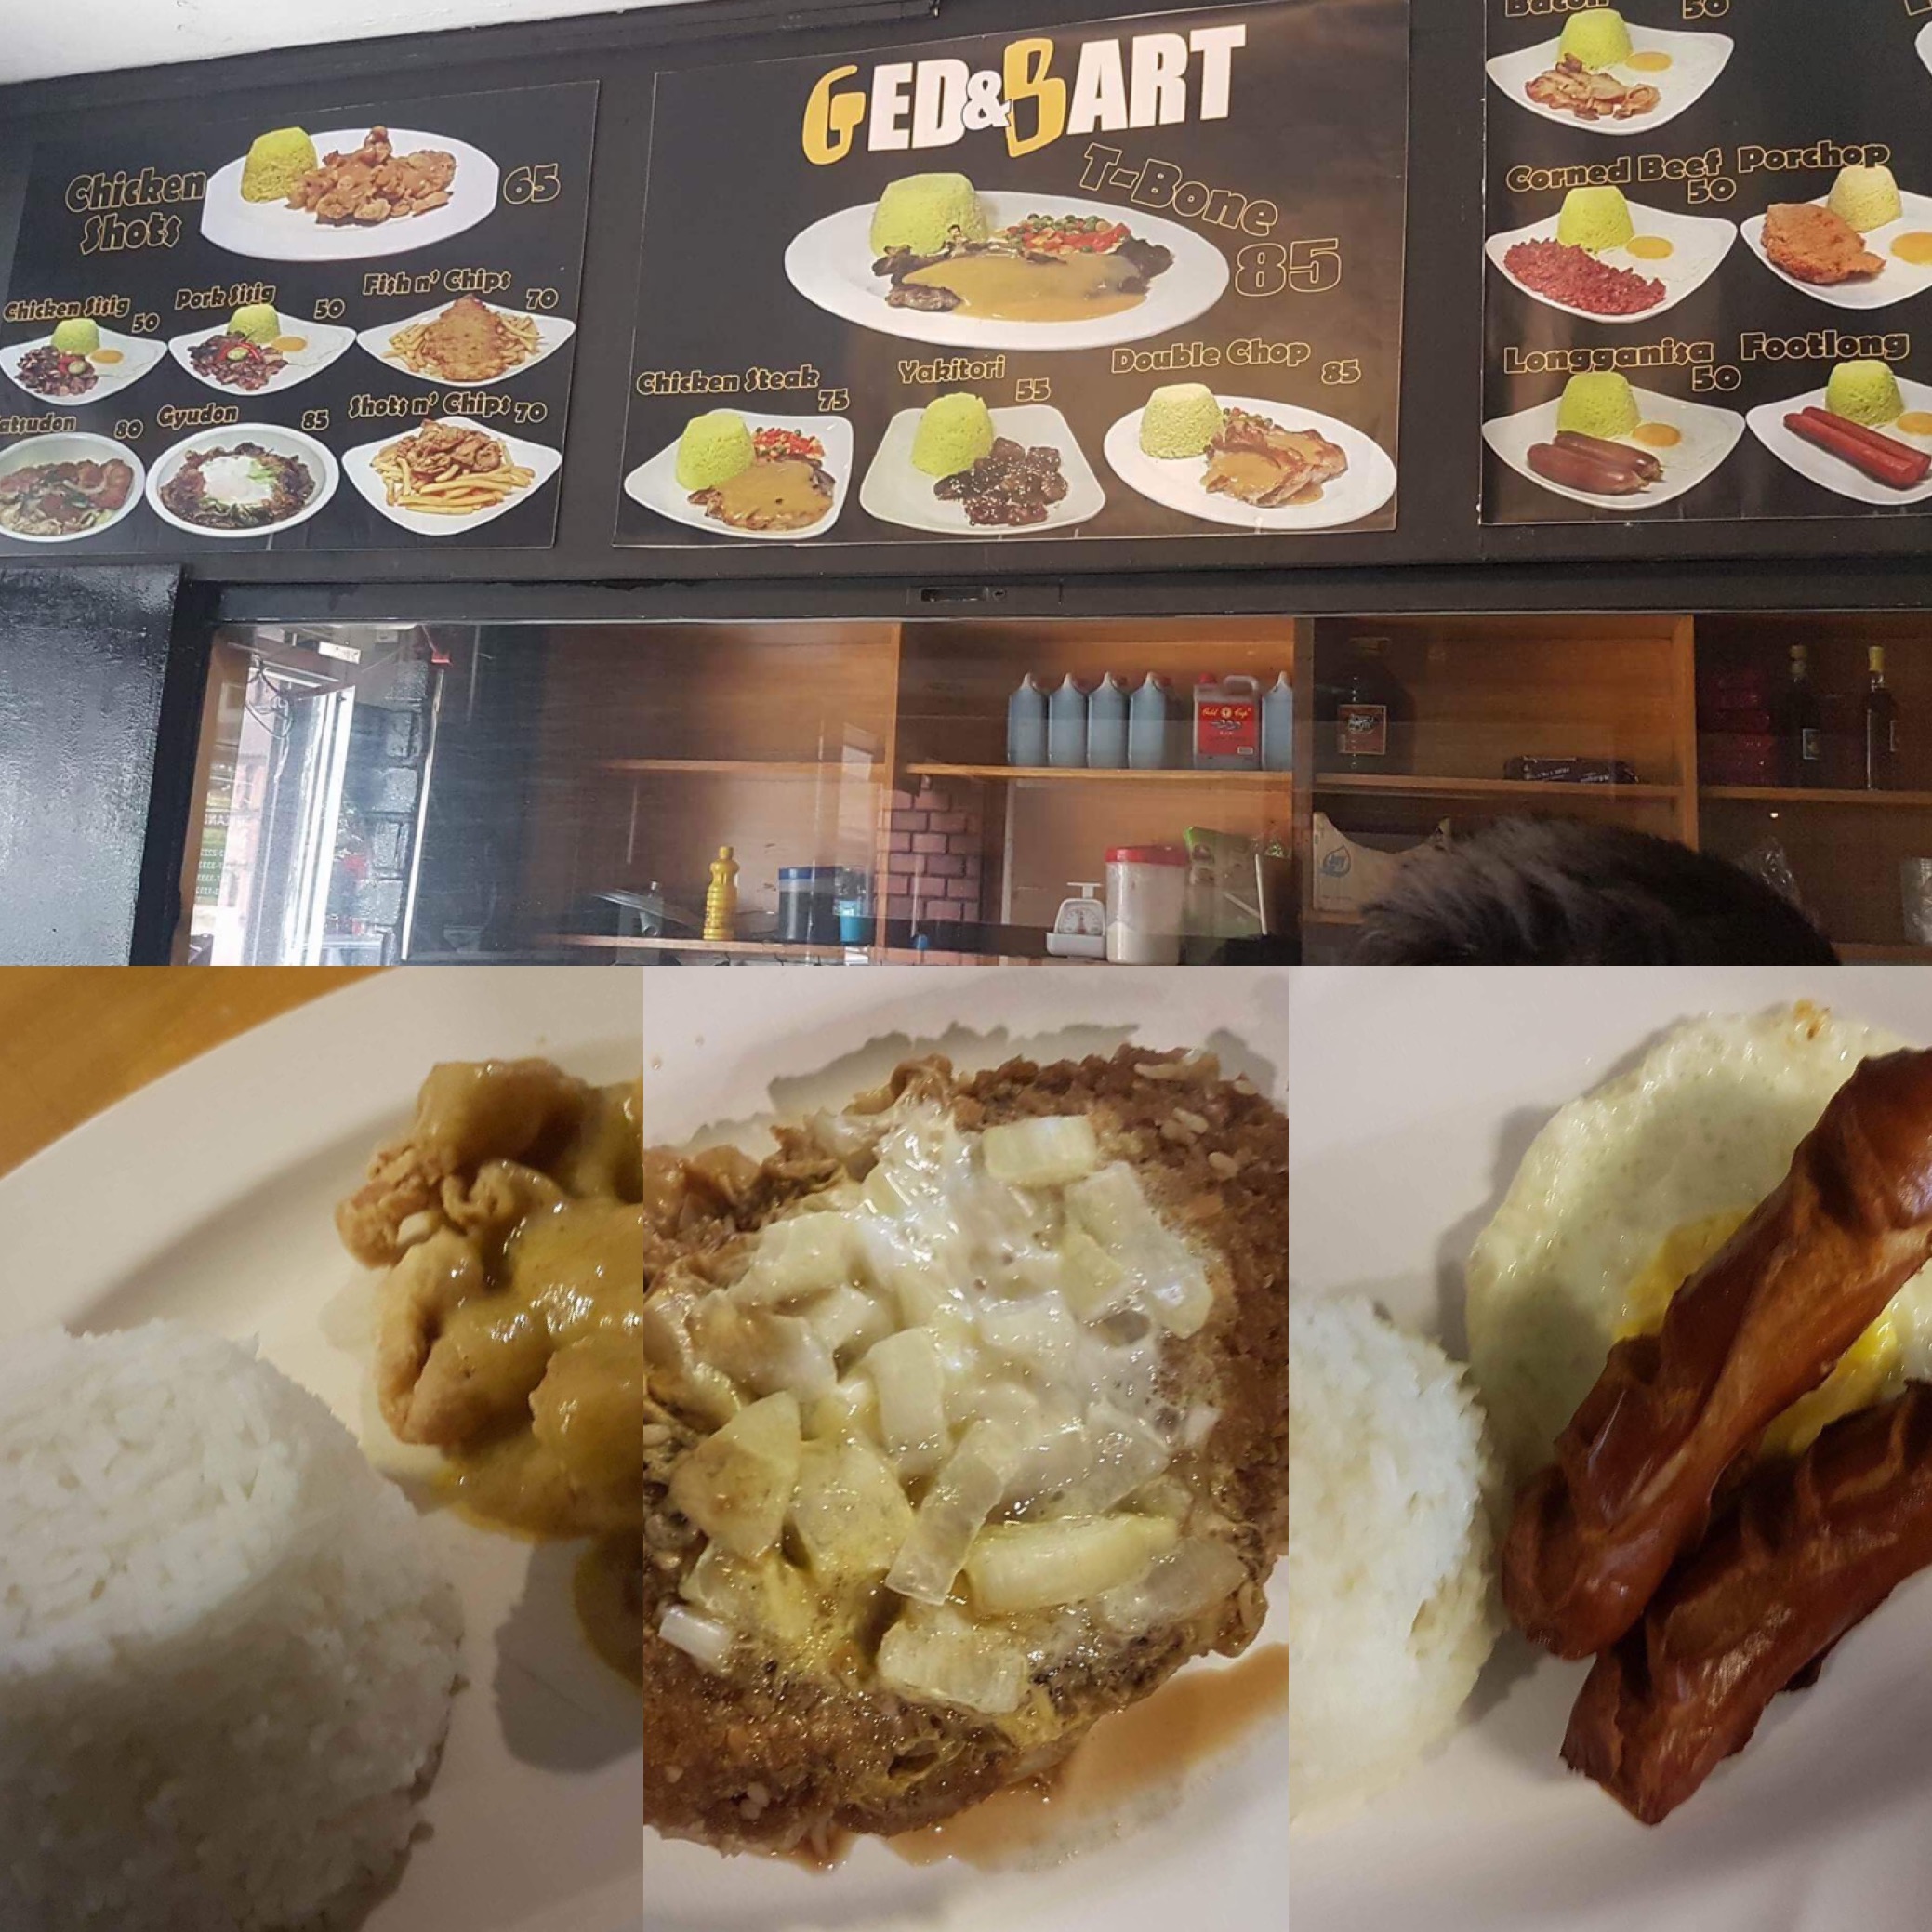 GED&BART
Chicken
Shots
65
Chicken Sisig
50
Pork Sisig
50
Fish n' Chips
70
atsudon
80
Gyudon
85
Shots n' Chips
70
T-Bone
85
Chicken Steak
75
Yakitori
55
Double Chop
85
Bacon
50
Corned Beef
50
Porchop
Longganisa
50
Footlong